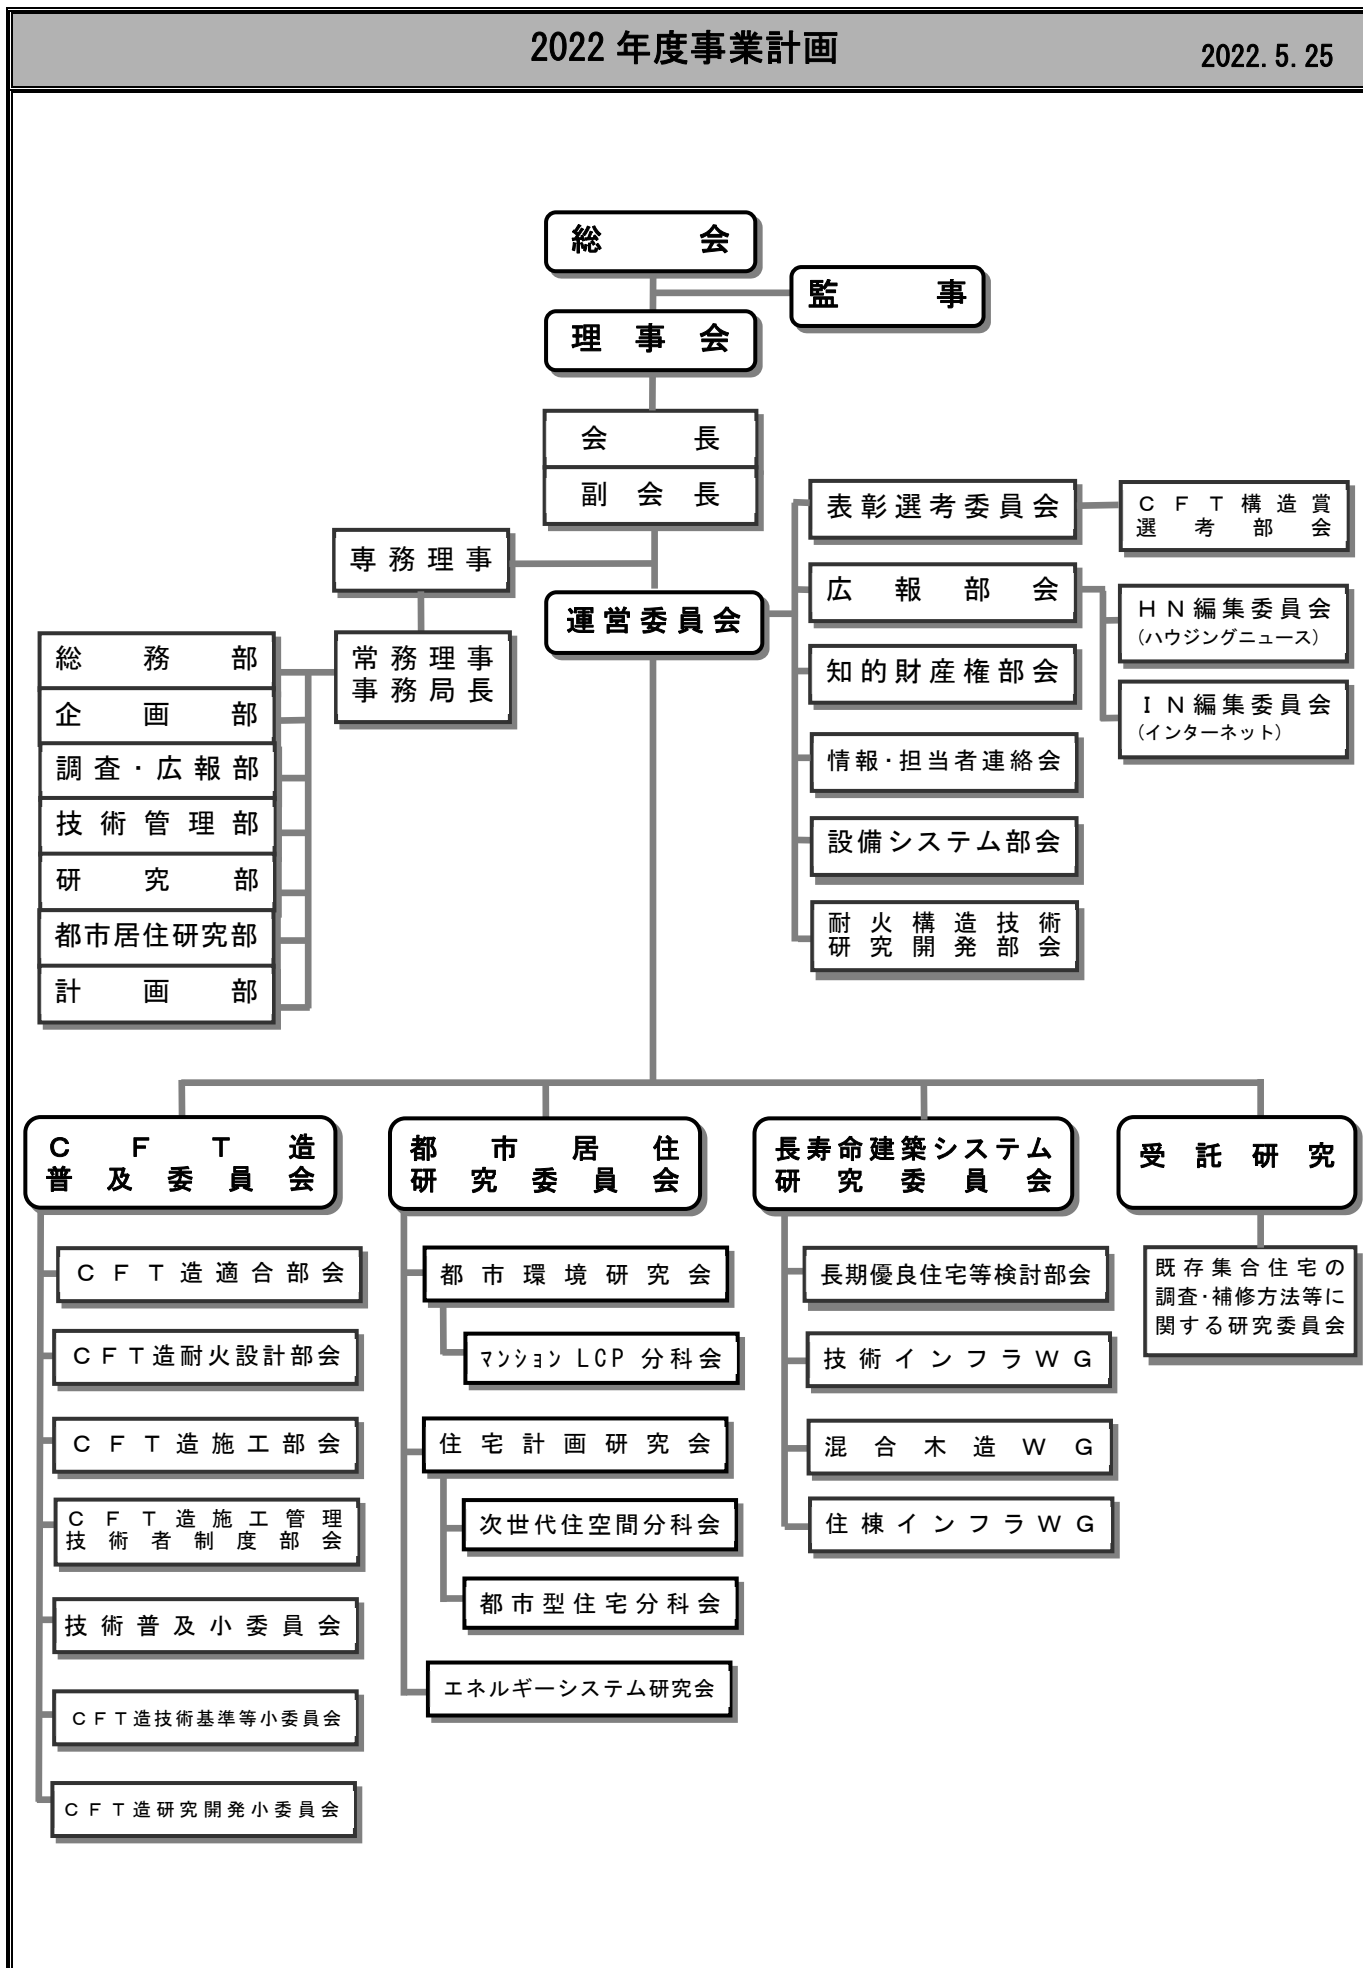 2022 年度事業計画
2022.5.25
総会
監事
理事会
会長
副会長
専務理事
常務理事
事務局長
総務部
企画部
調査・広報部
技術管理部
研究部
都市居住研究部
計画部
運営委員会
表彰選考委員会
ＣＦＴ構造賞
選考部会
広報部会
ＨＮ編集委員会
(ハウジングニュース)
ＩＮ編集委員会
(インターネット)
知的財産権部会
情報・担当者連絡会
設備システム部会
耐火構造技術
研究開発部会
ＣＦＴ造
普及委員会
ＣＦＴ造適合部会
ＣＦＴ造耐火設計部会
ＣＦＴ造施工部会
ＣＦＴ造施工管理
技術者制度部会
技術普及小委員会
ＣＦＴ造技術基準等小委員会
ＣＦＴ造研究開発小委員会
都市居住
研究委員会
都市環境研究会
マンション LCP 分科会
住宅計画研究会
次世代住空間分科会
都市型住宅分科会
エネルギーシステム研究会
長寿命建築システム
研究委員会
長期優良住宅等検討部会
技術インフラＷＧ
混合木造ＷＧ
住棟インフラＷＧ
受託研究
既存集合住宅の
調査・補修方法等に
関する研究委員会